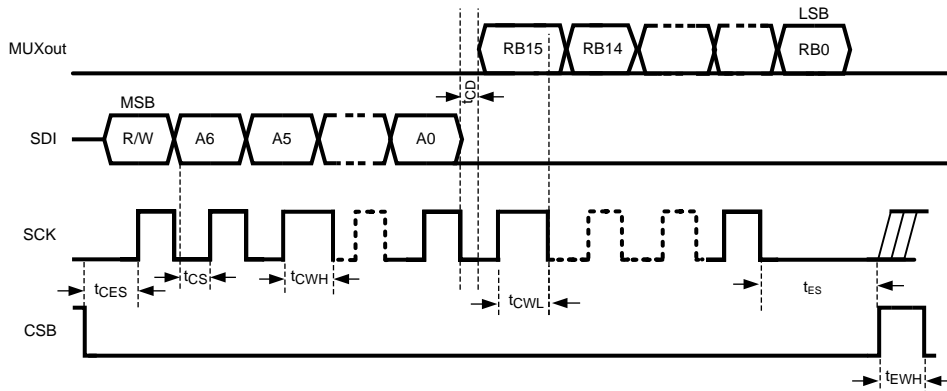 LSB
MUXout RB15 RB14 RB0
tCD
MSB
SDI R/W A6 A5 A0
SCK
tCES tCS tCWH tCWL tES
CSB
tEWH